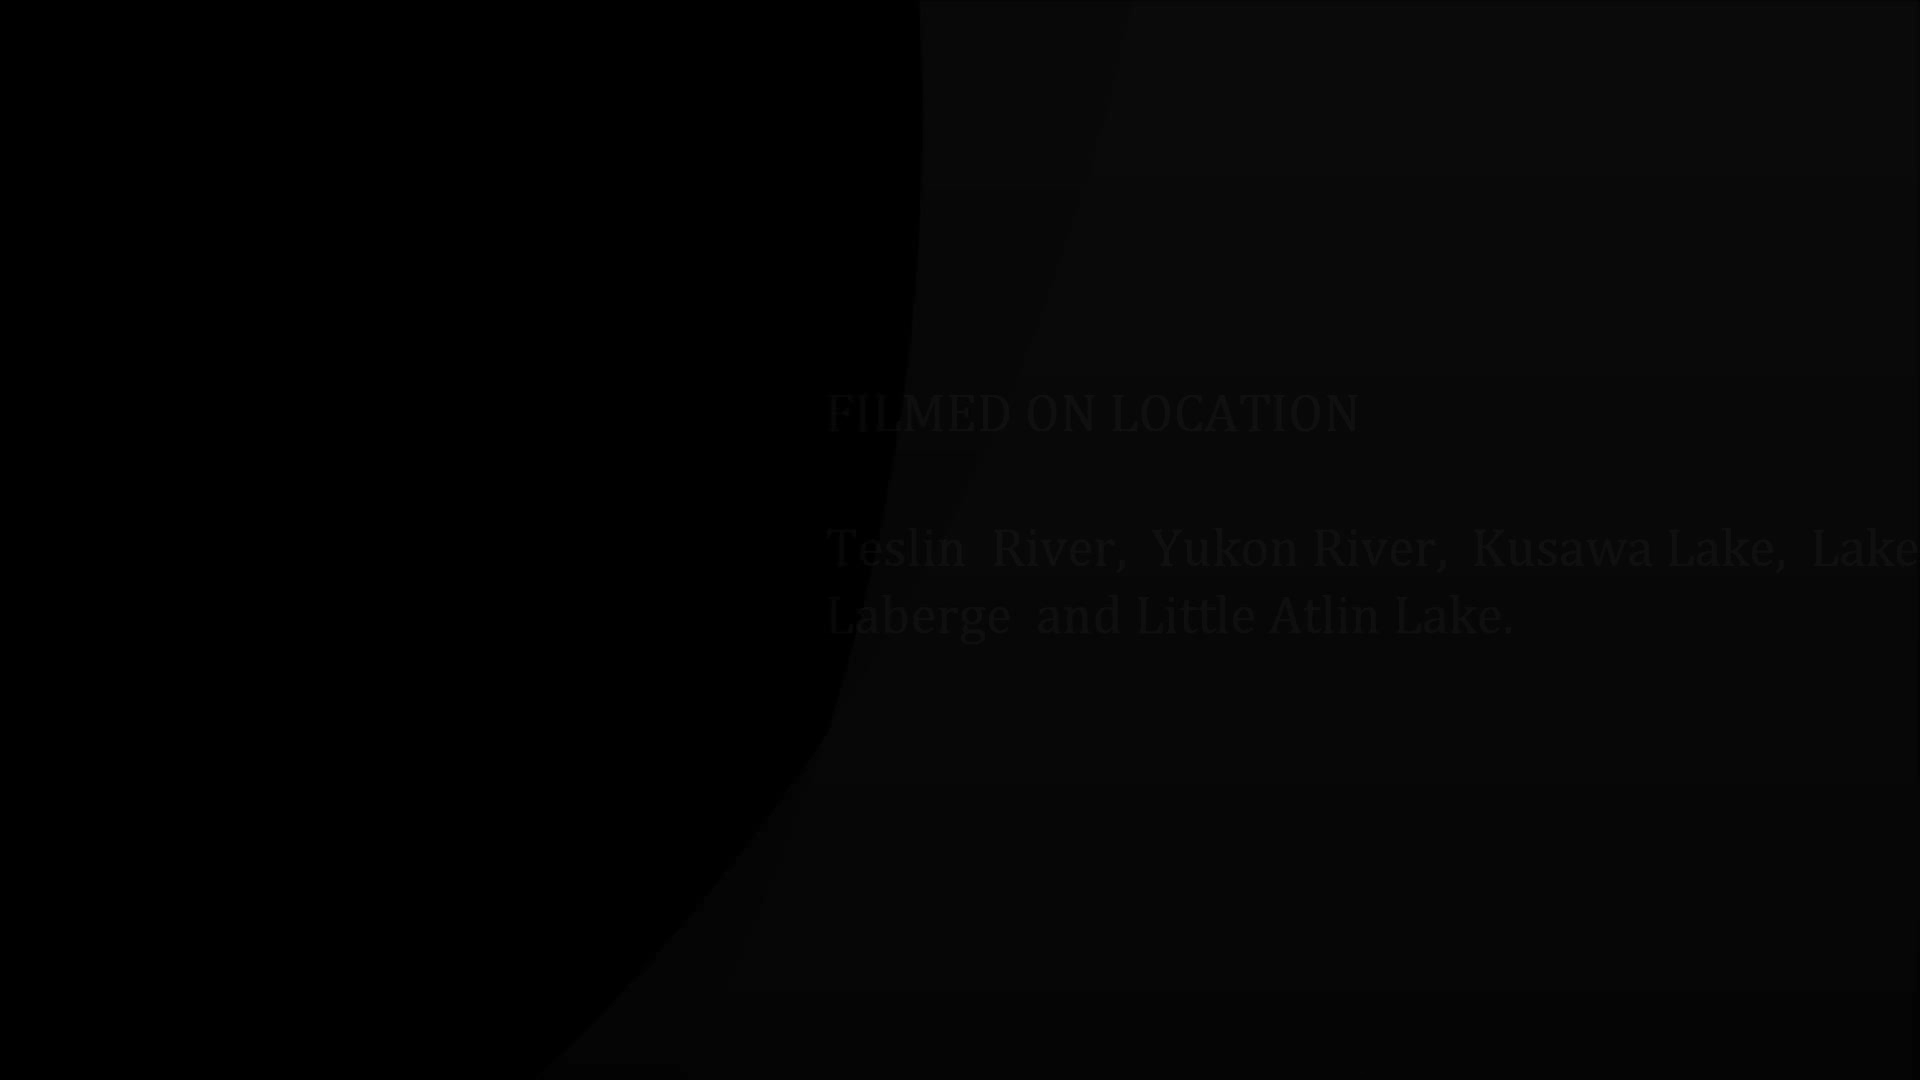 FILMED ON LOCATION
Teslin River, Yukon River, Kusawa Lake, Lake
Laberge and Little Atlin Lake.